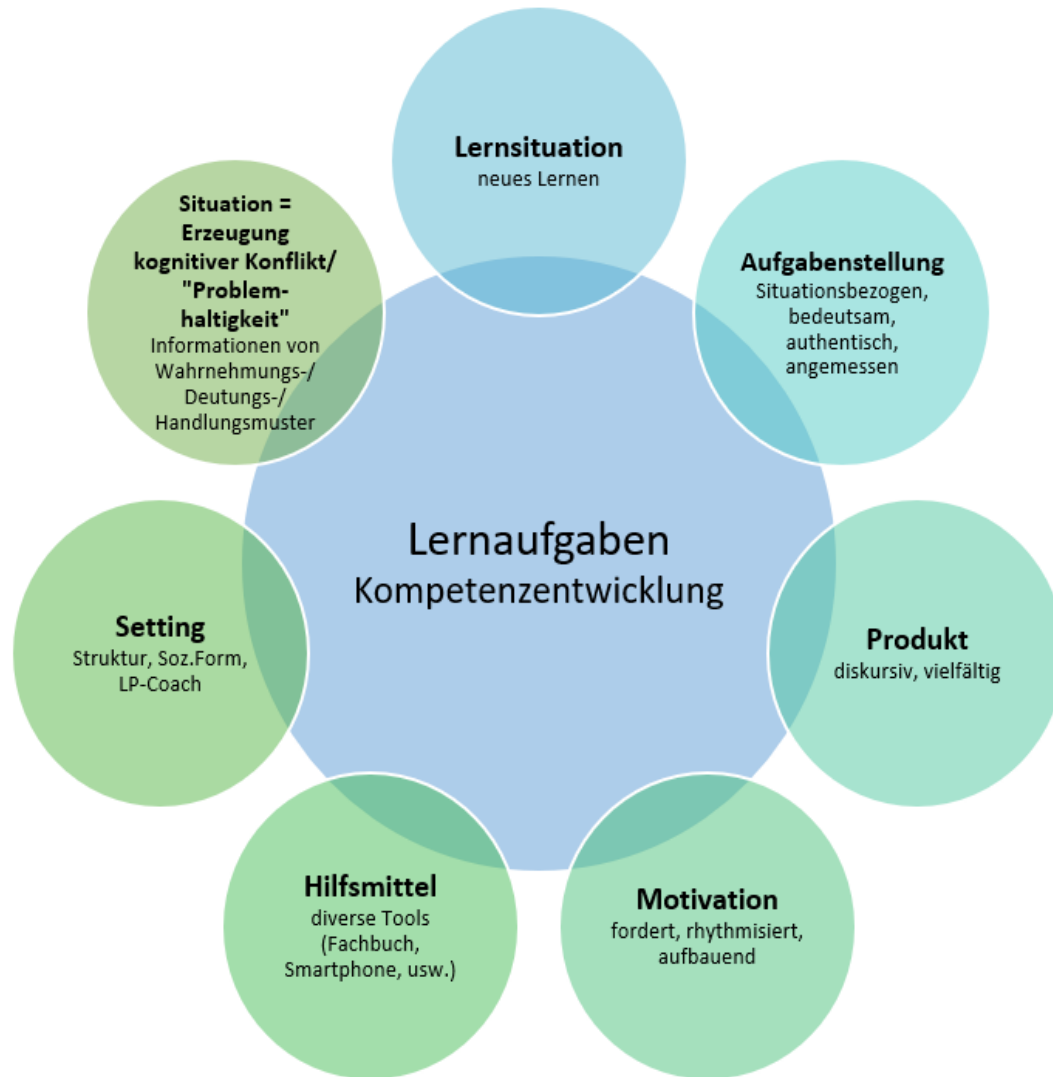 Lernsituation
neues Lernen
Aufgabenstellung
Situationsbezogen,
bedeutsam,
authentisch,
angemessen
Produkt
diskursiv, vielfältig
Motivation
fordert, rhythmisiert,
aufbauend
Hilfsmittel
diverse Tools
(Fachbuch,
Smartphone, usw.)
Setting
Struktur, Soz.Form,
LP-Coach
Situation =
Erzeugung
kognitiver Konflikt/
"Problem-
haltigkeit"
Informationen von
Wahrnehmungs-/
Deutungs-/
Handlungsmuster
Lernaufgaben
Kompetenzentwicklung